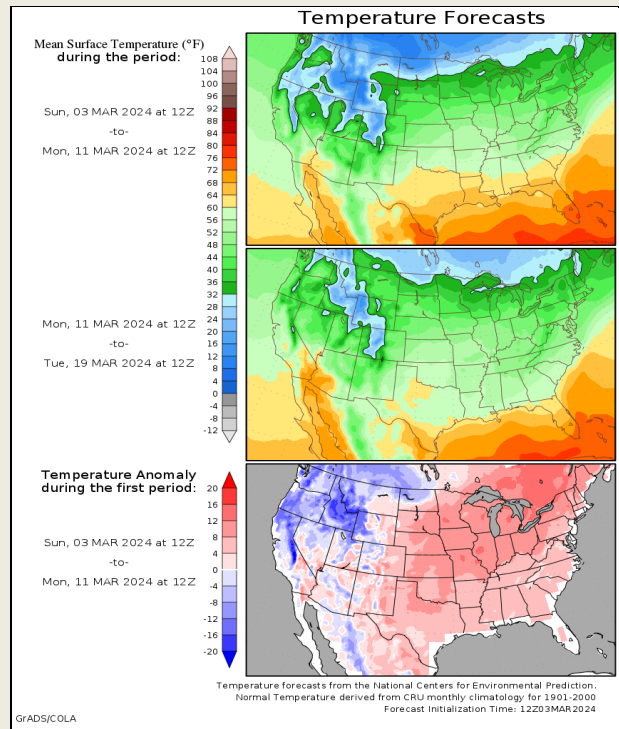 Temperature Forecasts
Mean Surface Temperature (°F)
during the period:
108
104
100
96
92
88
84
80
76
72
68
64
60
56
52
48
44
40
36
32
28
24
20
16
12
8
4
0
-4
-8
-12
Sun, 03 MAR 2024 at 12Z
-to-
Mon, 11 MAR 2024 at 12Z
Mon, 11 MAR 2024 at 12Z
-to-
Tue, 19 MAR 2024 at 12Z
Temperature Anomaly
during the first period:
20
16
12
8
4
0
-4
-8
-12
-16
-20
Sun, 03 MAR 2024 at 12Z
-to-
Mon, 11 MAR 2024 at 12Z
Temperature forecasts from the National Centers for Environmental Prediction.
Normal Temperature derived from CRU monthly climatology for 1901-2000
Forecast Initialization Time: 12Z03MAR2024
GrADS/COLA